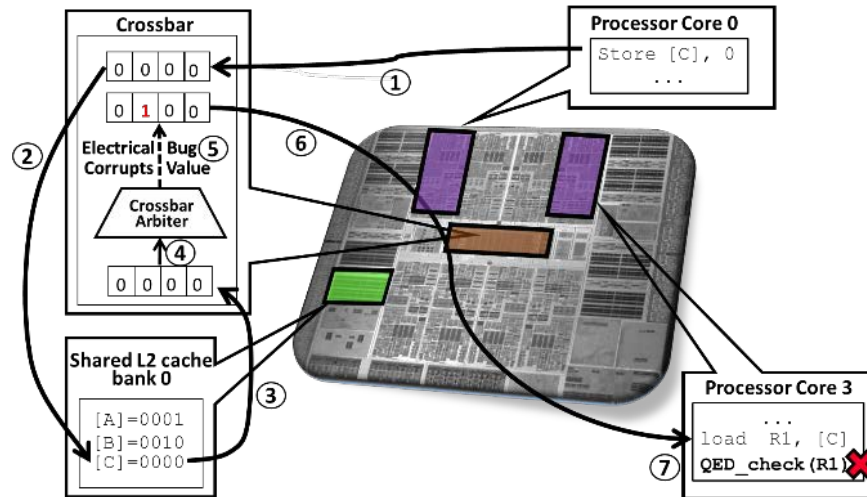 Crossbar
0 0 0 0
0 1 0 0
Electrical Bug ⑤
Corrupts Value
Crossbar
Arbiter
④
0 0 0 0
①
②
③
⑥
⑦
Processor Core 0
Store [C], 0
...
Shared L2 cache
bank 0
[A]=0001
[B]=0010
[C]=0000
Processor Core 3
...
load R1, [C]
QED_check(R1)